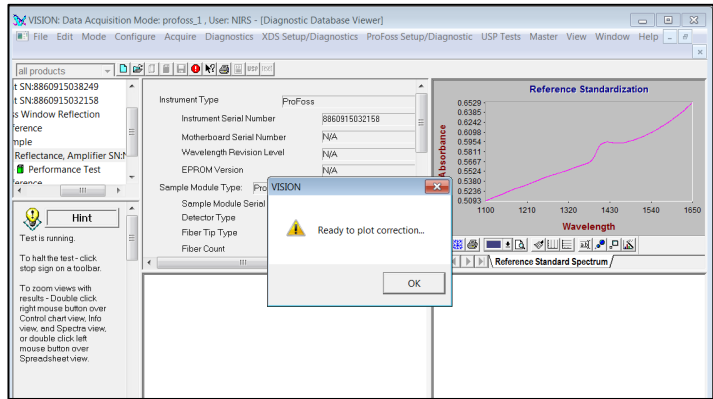 VISION: Data Acquisition Mode: profoss_1 , User: NIRS - [Diagnostic Database Viewer]
File Edit Mode Configure Acquire Diagnostics XDS Setup/Diagnostics ProFoss Setup/Diagnostic USP Tests Master View Window Help
all products
t SN:8860915038249
t SN:8860915032158
s Window Reflection
ference
mple
Reflectance, Amplifier SN:N
Performance Test
ference
Hint
Test is running.
To halt the test - click
stop sign on a toolbar.
To zoom views with
results - Double click
right mouse button over
Control chart view, Info
view, and Spectra view,
or double click left
mouse button over
Spreadsheet view.
Instrument Type ProFoss
Instrument Serial Number 8860915032158
Motherboard Serial Number N/A
Wavelength Revision Level N/A
EPROM Version N/A
Sample Module Type: Pro
Sample Module Serial
Detector Type
Fiber Tip Type
Fiber Count
VISION
Ready to plot correction...
OK
Reference Standardization
Absorbance
0.6529
0.6385
0.6242
0.6098
0.5954
0.5811
0.5667
0.5524
0.5380
0.5236
0.5093
1100 1210 1320 1430 1540 1650
Wavelength
Reference Standard Spectrum